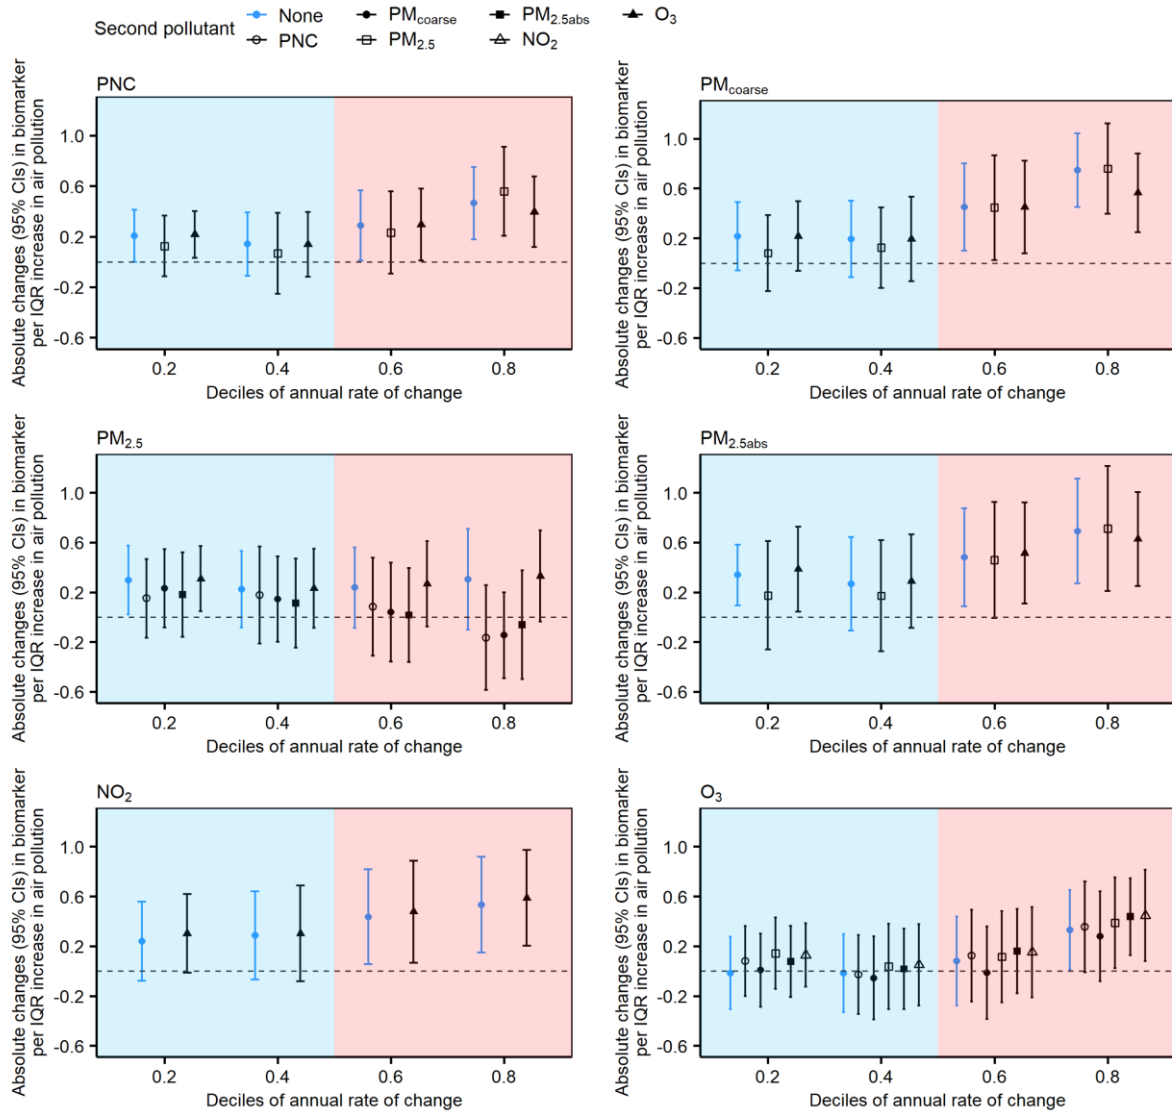 Second pollutant
None
PM_coarse
PM_2.5abs
O_3
PNC
PM_2.5
NO_2
PNC
Absolute changes (95% CIs) in biomarker
per IQR increase in air pollution
1.0
0.6
0.2
-0.2
-0.6
0.2 0.4 0.6 0.8
Deciles of annual rate of change
PM_coarse
Absolute changes (95% CIs) in biomarker
per IQR increase in air pollution
1.0
0.6
0.2
-0.2
-0.6
0.2 0.4 0.6 0.8
Deciles of annual rate of change
PM_2.5
Absolute changes (95% CIs) in biomarker
per IQR increase in air pollution
1.0
0.6
0.2
-0.2
-0.6
0.2 0.4 0.6 0.8
Deciles of annual rate of change
PM_2.5abs
Absolute changes (95% CIs) in biomarker
per IQR increase in air pollution
1.0
0.6
0.2
-0.2
-0.6
0.2 0.4 0.6 0.8
Deciles of annual rate of change
NO_2
Absolute changes (95% CIs) in biomarker
per IQR increase in air pollution
1.0
0.6
0.2
-0.2
-0.6
0.2 0.4 0.6 0.8
Deciles of annual rate of change
O_3
Absolute changes (95% CIs) in biomarker
per IQR increase in air pollution
1.0
0.6
0.2
-0.2
-0.6
0.2 0.4 0.6 0.8
Deciles of annual rate of change